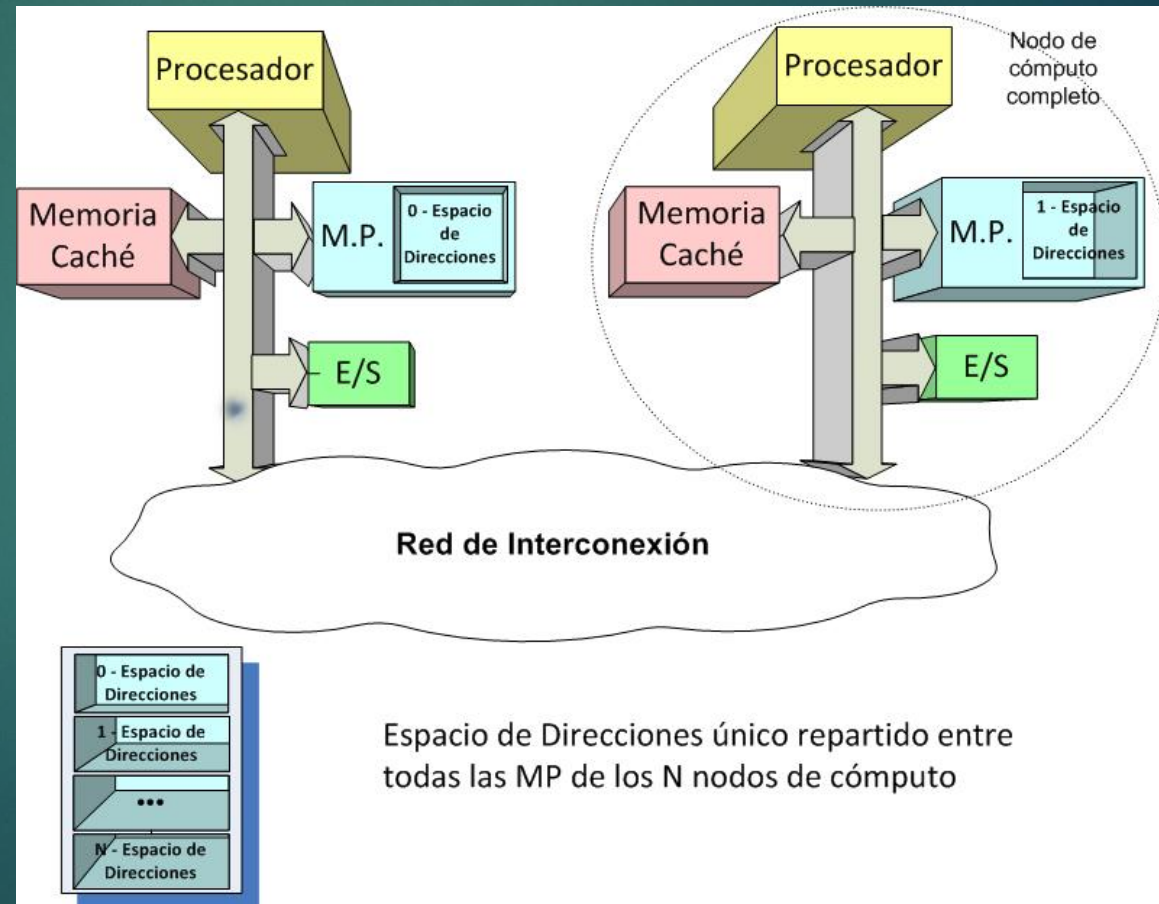 Procesador
Memoria
Caché
M.P.
0 - Espacio
de
Direcciones
E/S
Procesador
Nodo de
cómputo
completo
Memoria
Caché
M.P.
1 - Espacio
de
Direcciones
E/S
Red de Interconexión
0 - Espacio de
Direcciones
1 - Espacio de
Direcciones
•••
N - Espacio de
Direcciones
Espacio de Direcciones único repartido entre
todas las MP de los N nodos de cómputo